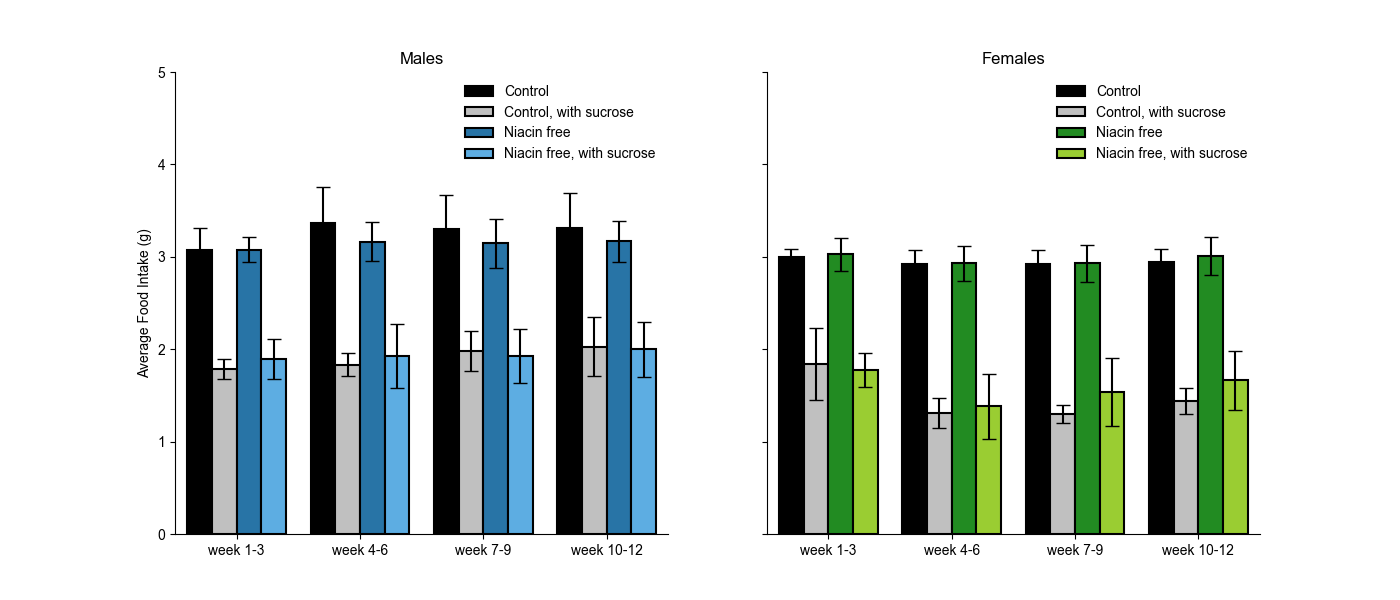 Males
Females
5
4
3
2
1
0
Average Food Intake (g)
Control
Control, with sucrose
Niacin free
Niacin free, with sucrose
week 1-3
week 4-6
week 7-9
week 10-12
Control
Control, with sucrose
Niacin free
Niacin free, with sucrose
week 1-3
week 4-6
week 7-9
week 10-12